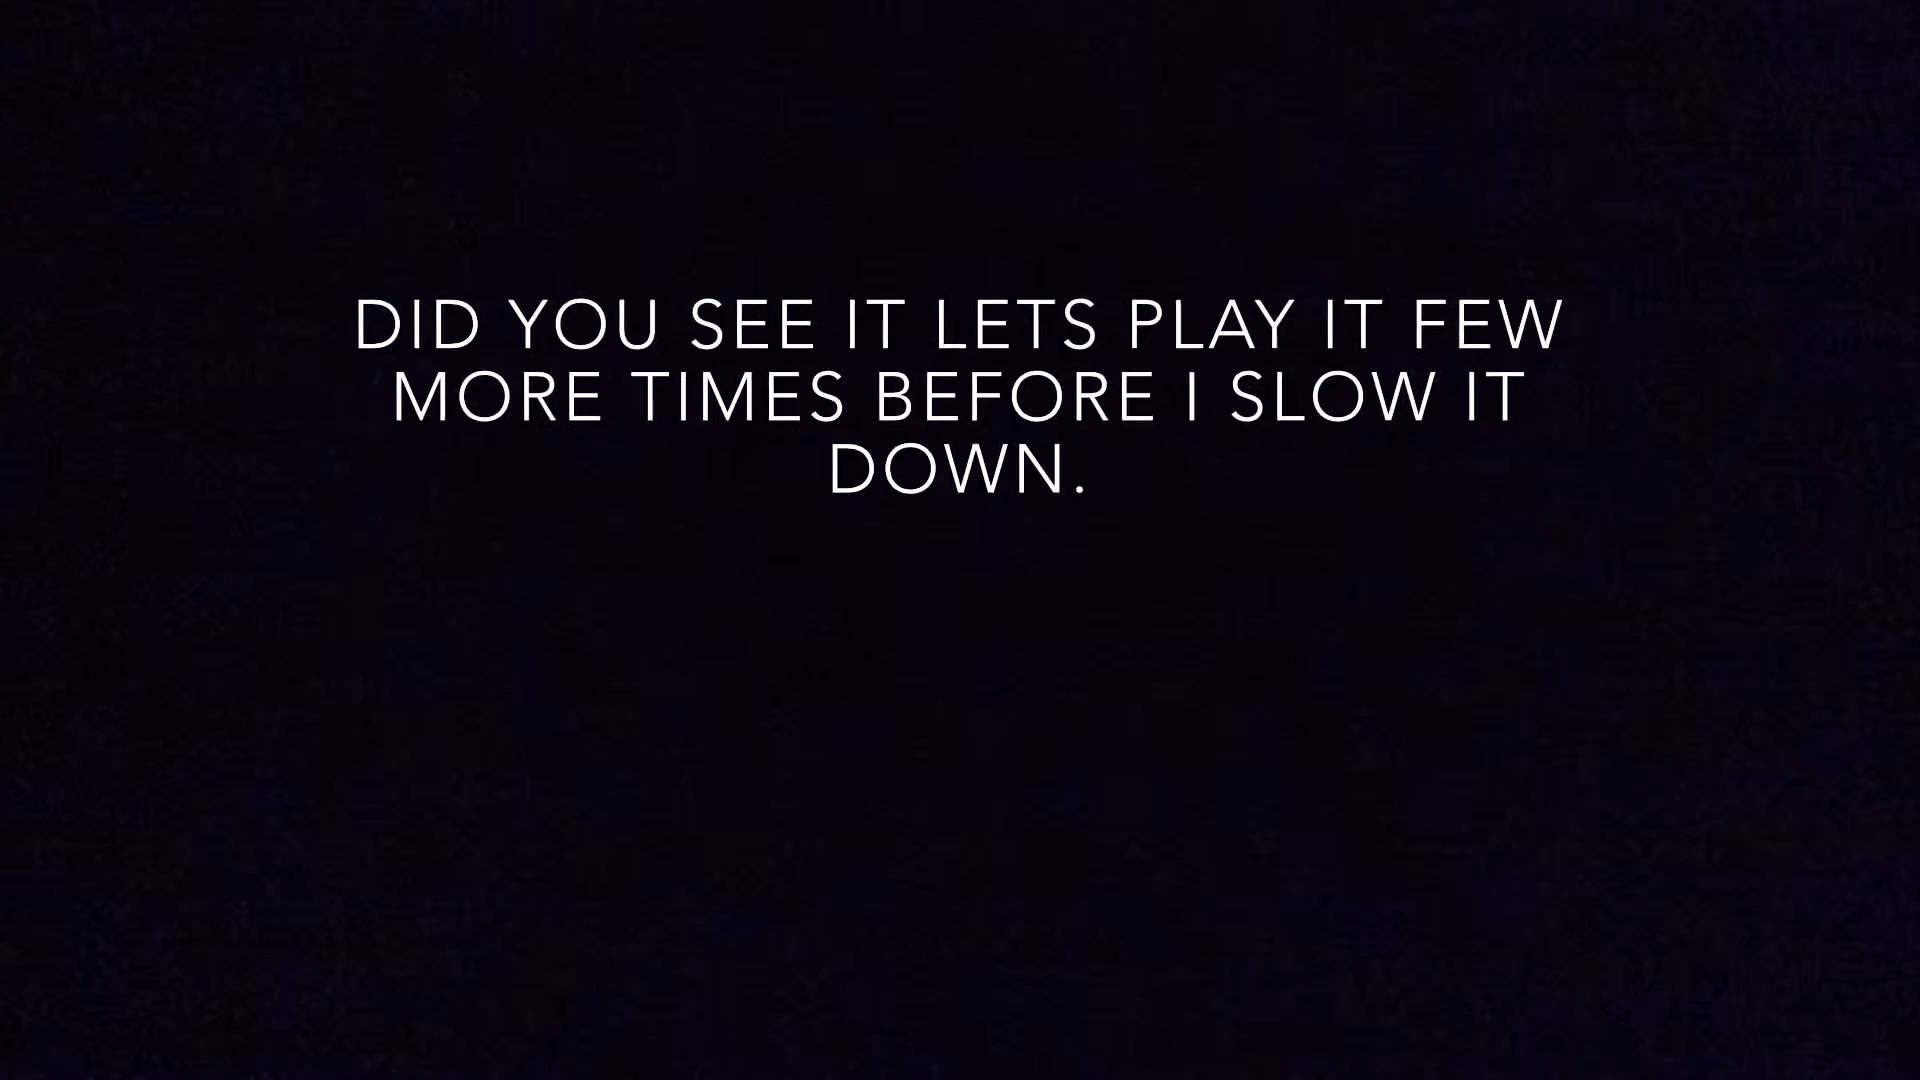 DID YOU SEE IT LETS PLAY IT FEW
MORE TIMES BEFORE I SLOW IT
DOWN.